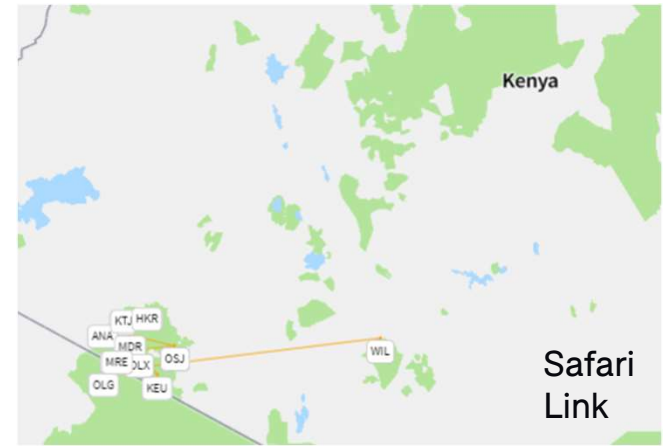 Kenya
KTJ HKR
ANA
MDR
MRE OLX OSJ
OLG KEU
WIL
Safari
Link